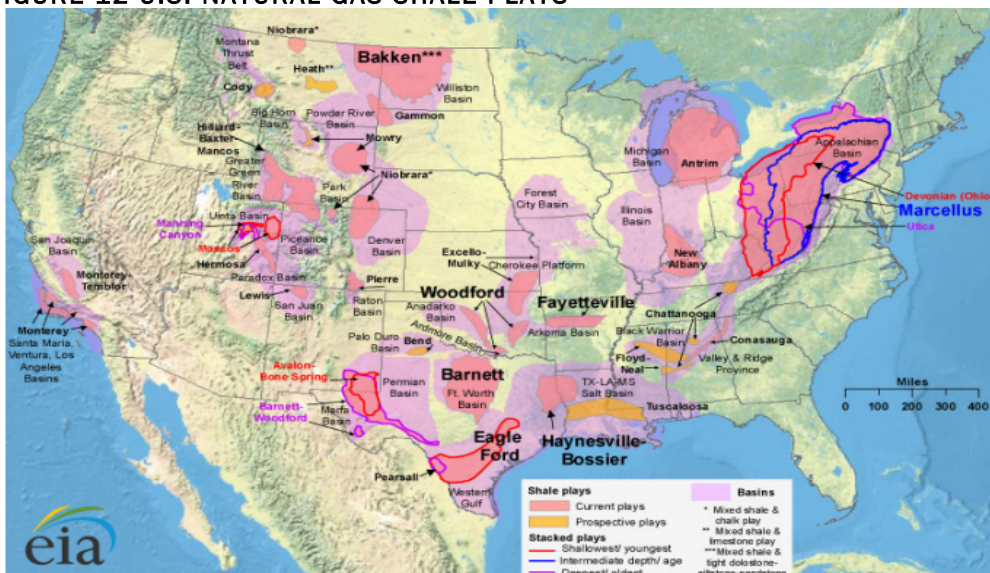 FIGURE 12 U.S. NATURAL GAS SHALE PLAYS
Niobrara*
Montana
Thrust
Belt
Bakken***
Heath**
Cody
Williston
Basin
Big Horn
Basin
Powder River
Basin
Gammon
Hilliard-
Baxter-
Mancos
Mowry
Greater
Green
River
Basin
Niobrara*
Park
Basin
Michigan
Basin
Antrim
Appalachian
Basin
Devonian (Ohio
Marcellus
Utica
Forest
City Basin
Illinois
Basin
Uinta Basin
Manning
Canyon
Mancos
Piceance
Basin
Denver
Basin
San Joaquin
Basin
Hermosa
Paradox Basin
Monterey-
Temblor
Lewis
San Juan
Basin
Pierre
Raton
Basin
Excello-
Mulky
Cherokee Platform
New
Albany
Woodford
Anadarko
Basin
Fayetteville
Arkoma Basin
Ardmore Basin
Chattanooga
Black Warrior
Basin
Conasauga
Floyd-
Neal
Valley & Ridge
Province
Monterey
Santa Maria,
Ventura, Los
Angeles
Basins
Palo Duro
Basin
Bend
Avalon-
Bone Spring
Permian
Basin
Barnett
Ft. Worth
Basin
TX-LA-MS
Salt Basin
Tuscaloosa
Barnett-
Woodford
Marfa
Basin
Eagle
Ford
Haynesville-
Bossier
Pearsall
Western
Gulf
Miles
0 100 200 300 400
Shale plays
Current plays
Prospective plays
Stacked plays
Shallowest/ youngest
Intermediate depth/ age
Deepest/ oldest
Basins
* Mixed shale &
chalk play
** Mixed shale &
limestone play
***Mixed shale &
tight dolostone-
siltstone-sandstone
eia